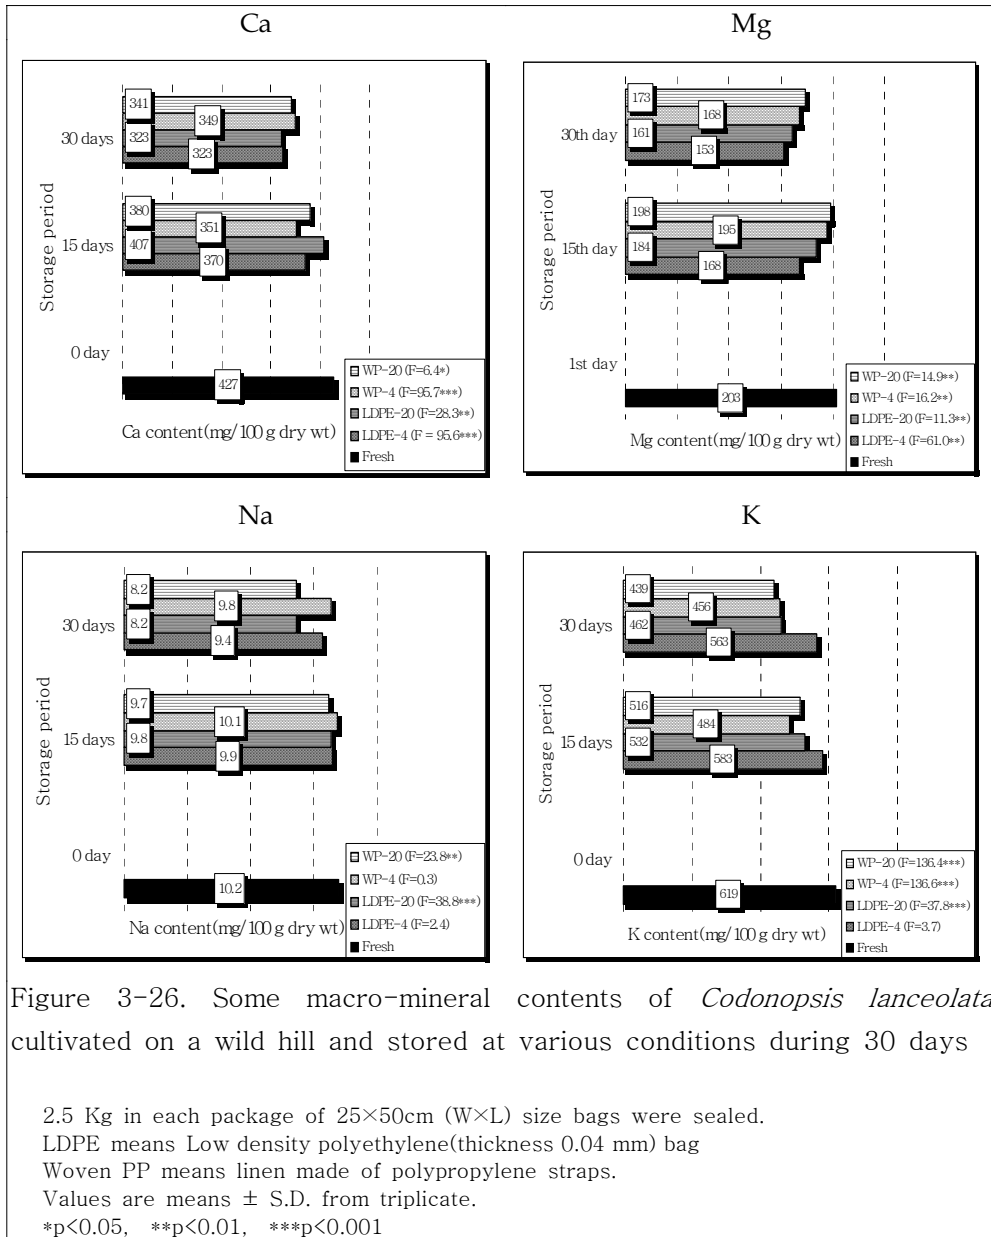 Ca
341
349
30 days
323
323
380
351
15 days
407
370
Storage period
0 day
427
Ca content(mg/100 g dry wt)
WP-20 (F=6.4*)
WP-4 (F=95.7***)
LDPE-20 (F=28.3**)
LDPE-4 (F = 95.6***)
Fresh
Mg
173
168
30th day
161
153
198
195
15th day
184
168
Storage period
1st day
203
Mg content(mg/100 g dry wt)
WP-20 (F=14.9**)
WP-4 (F=16.2**)
LDPE-20 (F=11.3**)
LDPE-4 (F=61.0**)
Fresh
Na
8.2
9.8
30 days
8.2
9.4
9.7
10.1
15 days
9.8
9.9
Storage period
0 day
10.2
Na content(mg/100 g dry wt)
WP-20 (F=23.8**)
WP-4 (F=0.3)
LDPE-20 (F=38.8***)
LDPE-4 (F=2.4)
Fresh
K
439
456
30 days
462
563
516
484
15 days
532
583
Storage period
0 day
619
K content(mg/100 g dry wt)
WP-20 (F=136.4***)
WP-4 (F=136.6***)
LDPE-20 (F=37.8***)
LDPE-4 (F=3.7)
Fresh
Figure 3-26. Some macro-mineral contents of Codonopsis lanceolata
cultivated on a wild hill and stored at various conditions during 30 days
2.5 Kg in each package of 25×50cm (W×L) size bags were sealed.
LDPE means Low density polyethylene(thickness 0.04 mm) bag
Woven PP means linen made of polypropylene straps.
Values are means ± S.D. from triplicate.
*p<0.05, **p<0.01, ***p<0.001